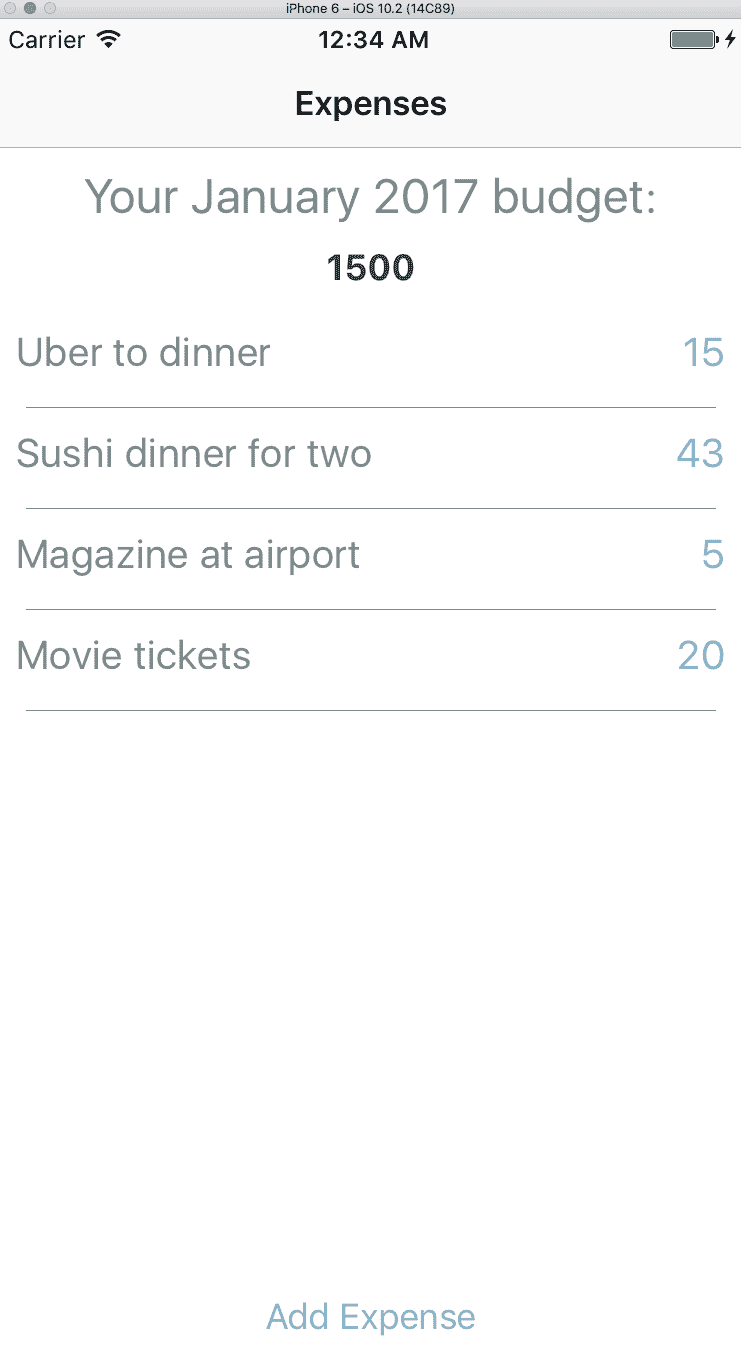 iPhone 6 – iOS 10.2 (14C89)
Carrier 12:34 AM
Expenses
Your January 2017 budget:
1500
Uber to dinner 15
Sushi dinner for two 43
Magazine at airport 5
Movie tickets 20
Add Expense